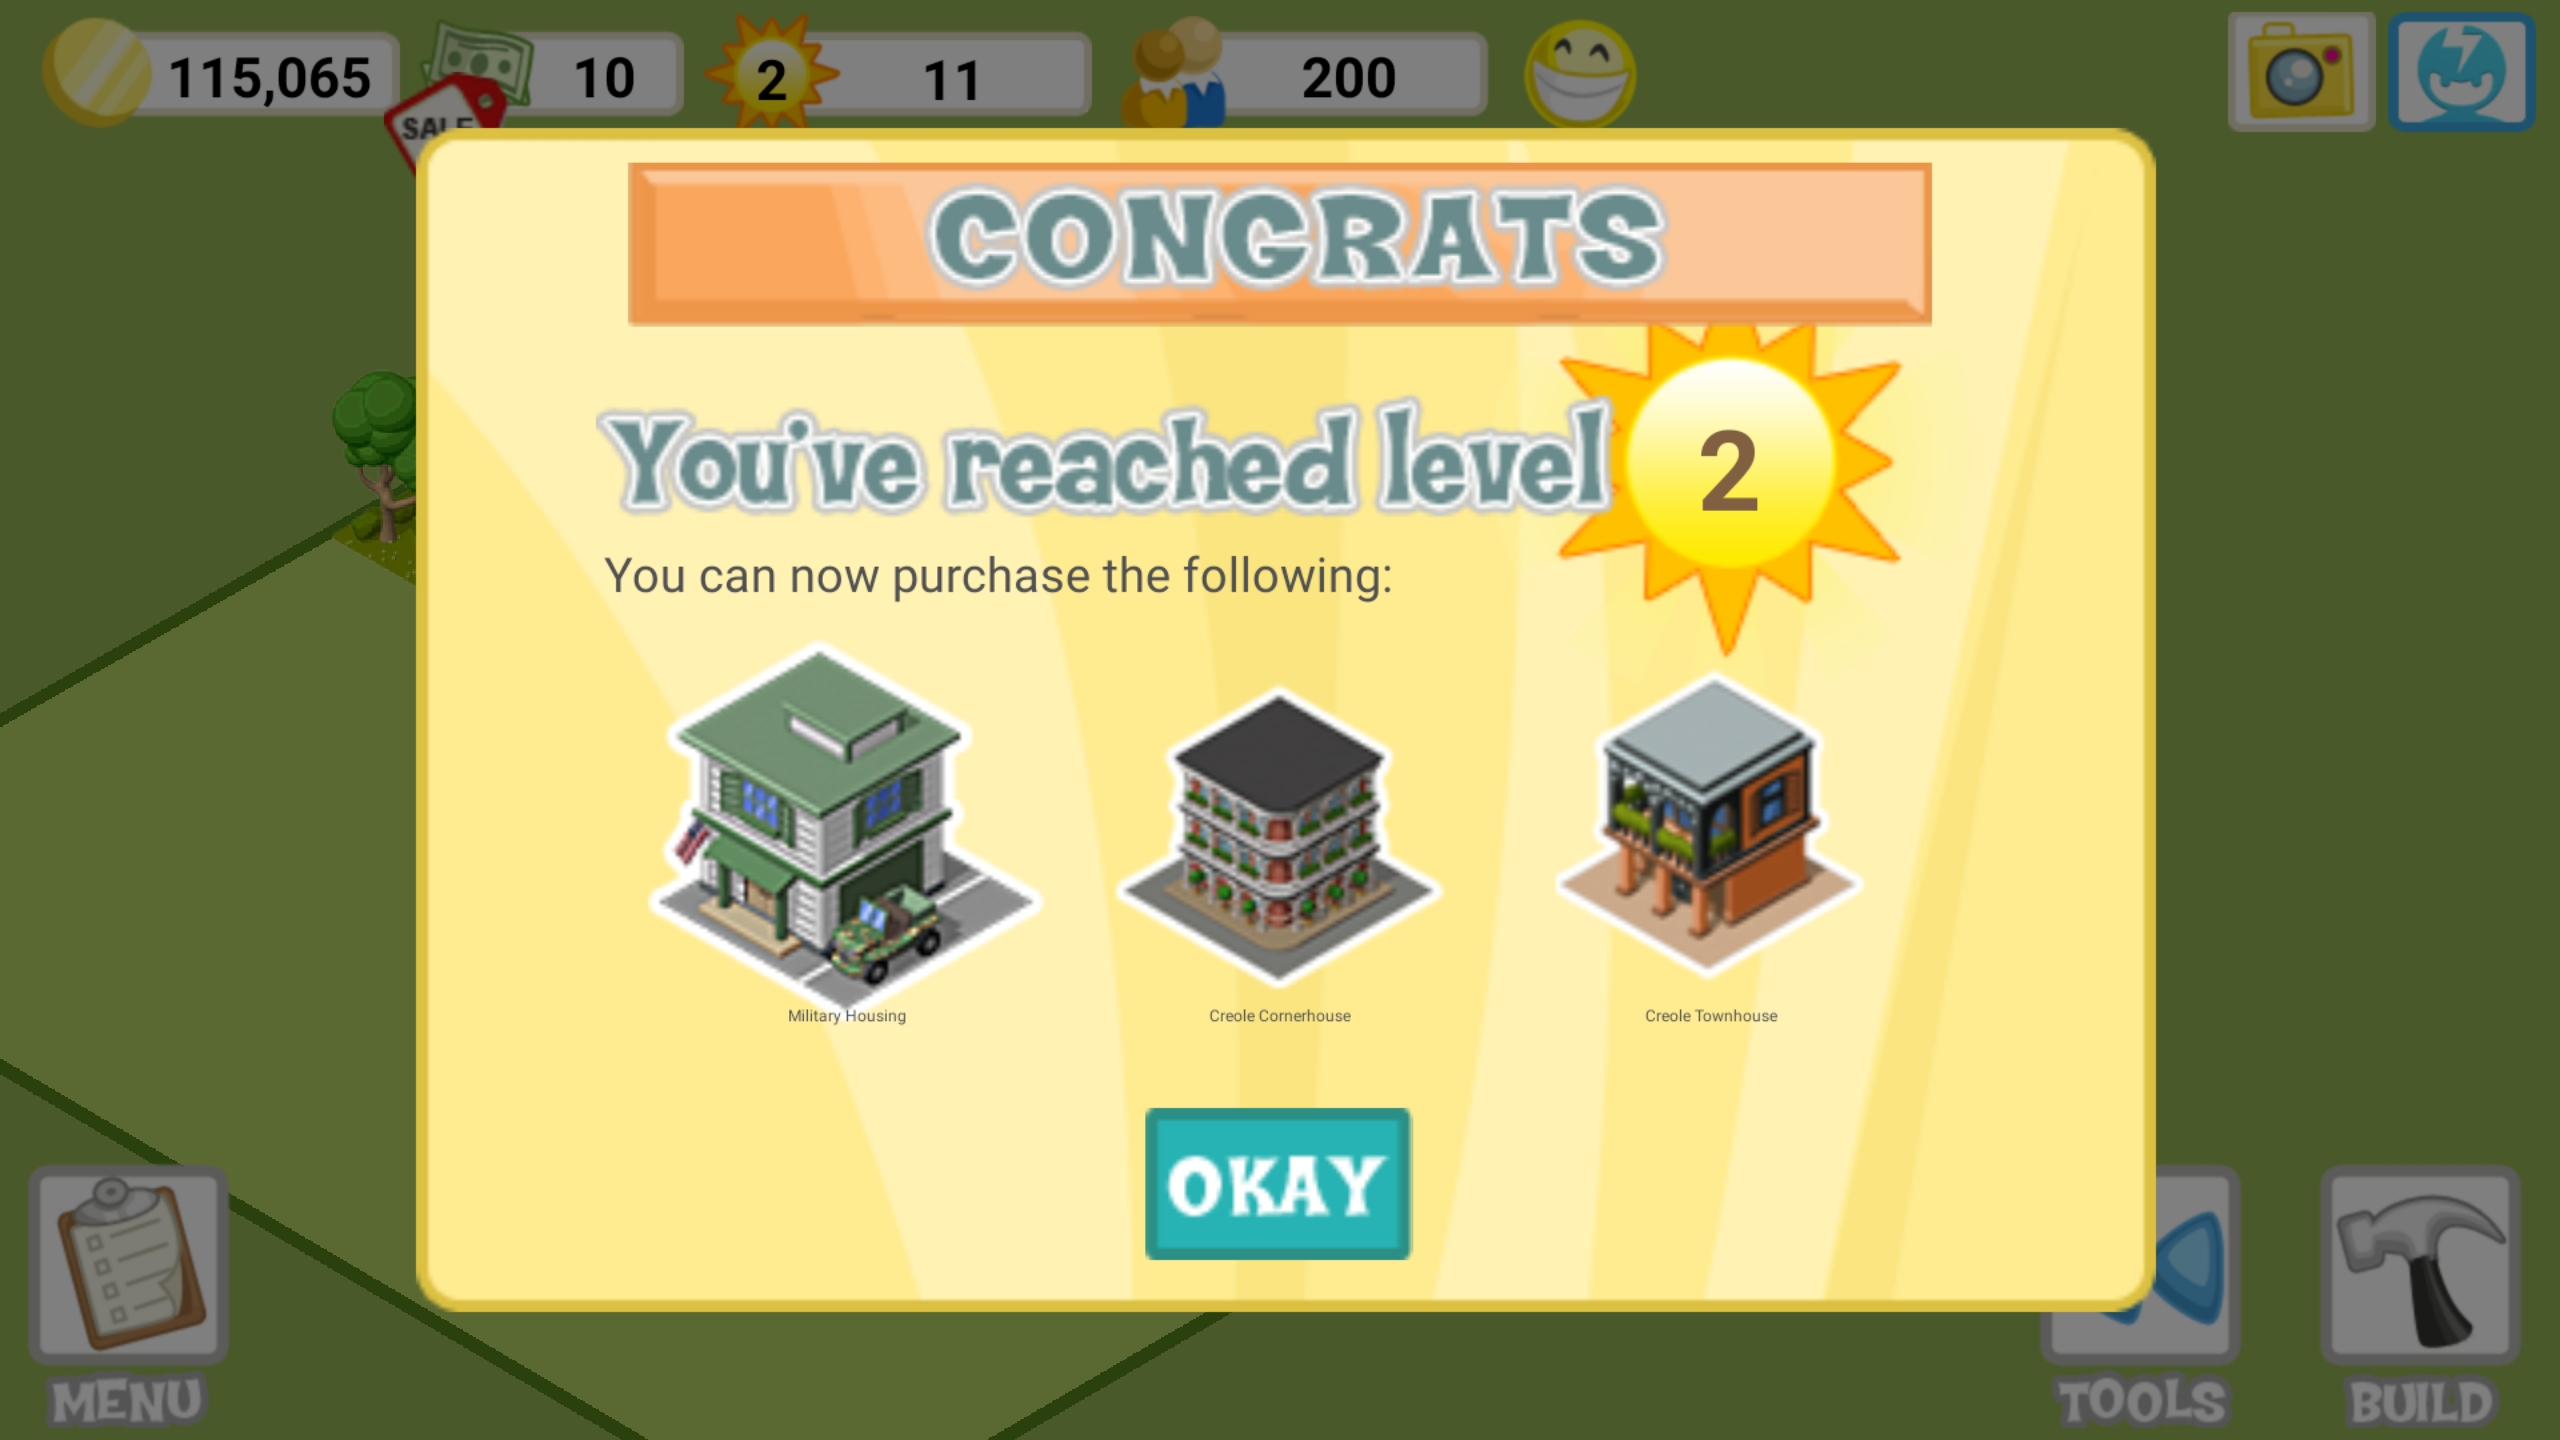 115,065
10
2
11
200
SALE
CONGRATS
You've reached level
2
You can now purchase the following:
Military Housing
Creole Cornerhouse
Creole Townhouse
OKAY
MENU
TOOLS
BUILD